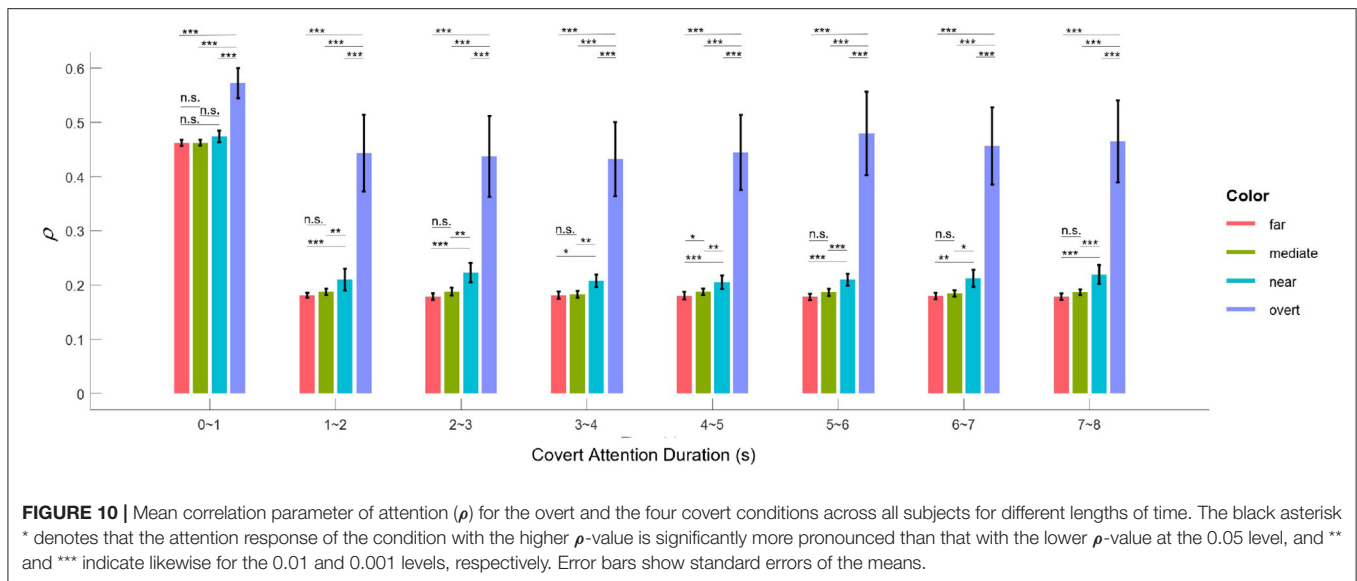 *** *** *** *** *** *** *** ***
*** *** *** *** *** *** *** ***
*** *** *** *** *** *** *** ***
0.6
n.s.
n.s.
n.s.
0.5
0.4
Color
far
mediate
near
overt
0.3
ρ
n.s. n.s. n.s. * n.s. n.s. n.s.
** ** ** ** *** * ***
*** *** * *** *** ** ***
0.2
0.1
0
0~1 1~2 2~3 3~4 4~5 5~6 6~7 7~8
Covert Attention Duration (s)
FIGURE 10 | Mean correlation parameter of attention (ρ) for the overt and the four covert conditions across all subjects for different lengths of time. The black asterisk
* denotes that the attention response of the condition with the higher ρ-value is significantly more pronounced than that with the lower ρ-value at the 0.05 level, and **
and *** indicate likewise for the 0.01 and 0.001 levels, respectively. Error bars show standard errors of the means.